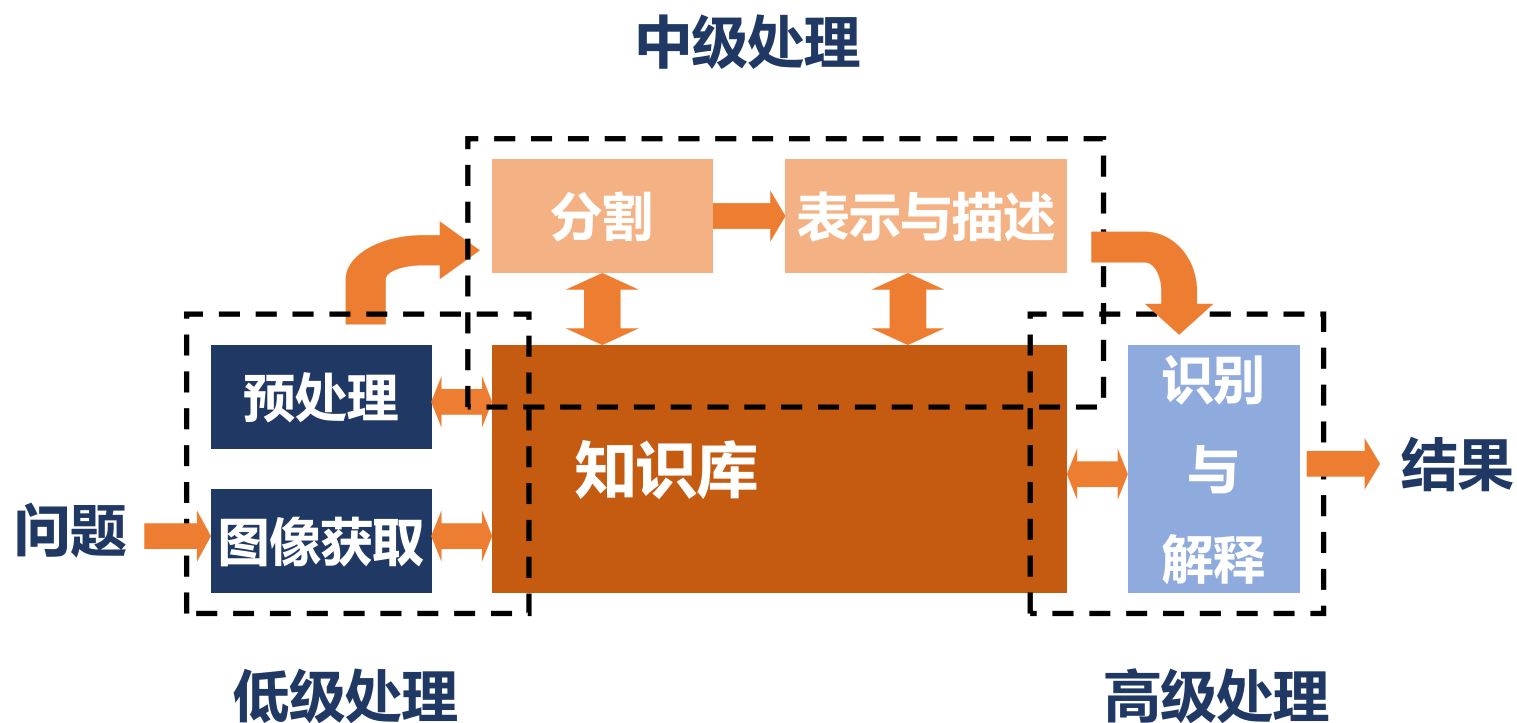 中级处理
分割
表示与描述
预处理
识别
与
解释
知识库
结果
问题
图像获取
低级处理
高级处理